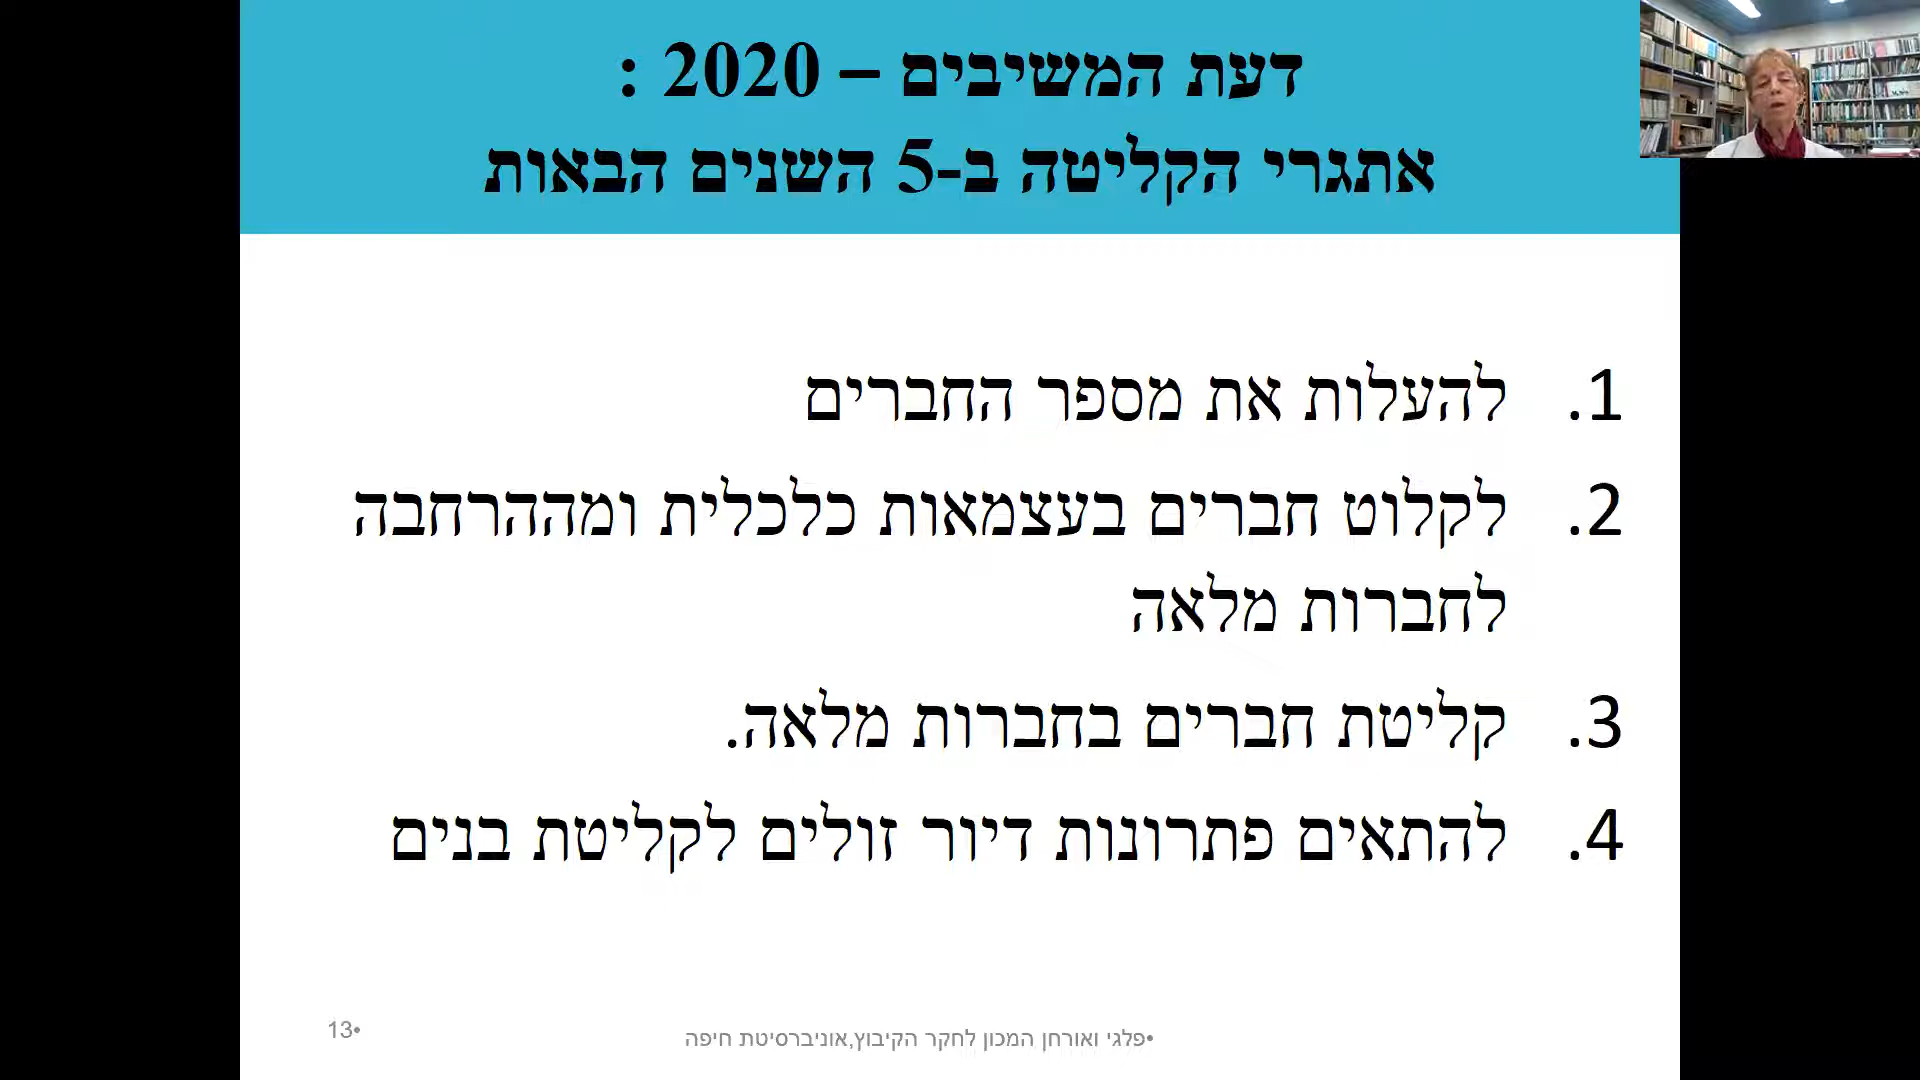 דעת המשיבים – 2020 :
אתגרי הקליטה ב-5 השנים הבאות
1. להעלות את מספר החברים
2. לקלוט חברים בעצמאות כלכלית ומההרחבה
לחברות מלאה
3. קליטת חברים בחברות מלאה.
4. להתאים פתרונות דיור זולים לקליטת בנים
•פלגי ואורחן המכון לחקר הקיבוץ,אוניברסיטת חיפה
•13